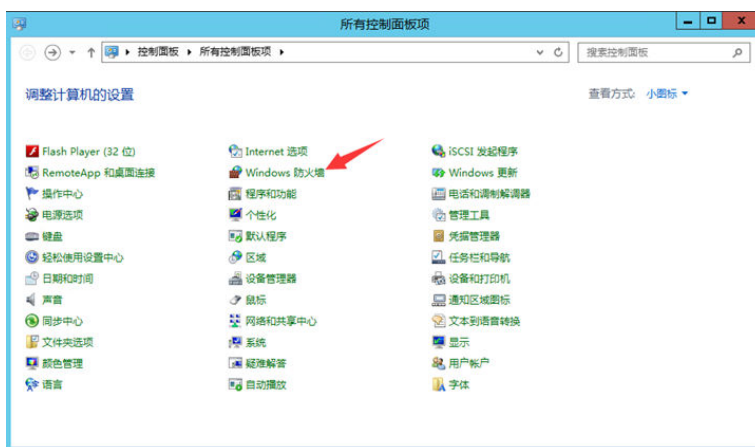 所有控制面板项
控制面板 ▸ 所有控制面板项 ▸
搜索控制面板
调整计算机的设置
查看方式: 小图标
Flash Player (32 位)
Internet 选项
iSCSI 发起程序
RemoteApp 和桌面连接
Windows 防火墙
Windows 更新
操作中心
程序和功能
电话和调制解调器
电源选项
个性化
管理工具
键盘
默认程序
凭据管理器
轻松使用设置中心
区域
任务栏和导航
日期和时间
设备管理器
设备和打印机
声音
鼠标
通知区域图标
同步中心
网络和共享中心
文本到语音转换
文件夹选项
系统
显示
颜色管理
疑难解答
用户帐户
语言
自动播放
字体